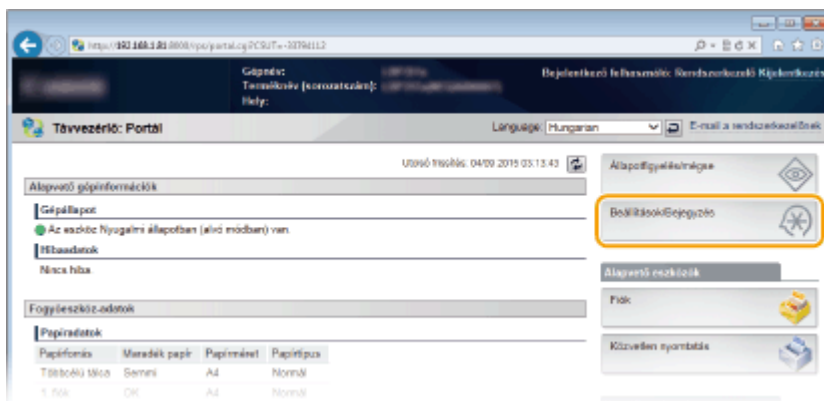 Gépnév:
Terméknév (sorozatszám):
Hely:
Bejelentkező felhasználó: Rendszerkezelő Kijelentkezés
Távvezérlő: Portál
Language: Hungarian
E-mail a rendszerkezelőnek
Utolsó frissítés: 04/09 2015 03:13:43
Alapvető gépinformációk
Gépállapot
Az eszköz Nyugalmi állapotban (alvó módban) van.
Hibaadatok
Nincs hiba.
Fogyóeszköz-adatok
Papíradatok
Papírforrás Maradék papír Papírméret Papírtípus
Többcélú tálca Semmi A4 Normál
1. fiók OK A4 Normál
Állapotfigyelés/mégse
Beállítások/Bejegyzés
Alapvető eszközök
Fiók
Közvetlen nyomtatás